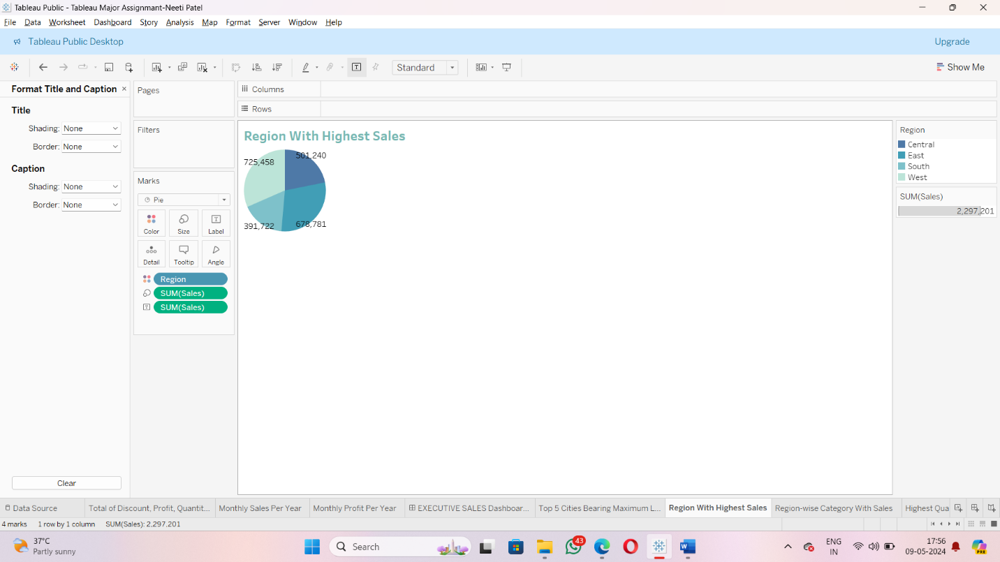 Tableau Public - Tableau Major Assignmant-Neeti Patel
File Data Worksheet Dashboard Story Analysis Map Format Server Window Help
Tableau Public Desktop Upgrade
Standard Show Me
Format Title and Caption ×
Title
Shading: None
Border: None
Caption
Shading: None
Border: None
Clear
Pages
Filters
Marks
Pie
Color Size Label
Detail Tooltip Angle
Region
SUM(Sales)
SUM(Sales)
Columns
Rows
Region With Highest Sales
501,240
725,458
391,722
678,781
Region
Central
East
South
West
SUM(Sales)
2,297,201
Data Source Total of Discount, Profit, Quantit... Monthly Sales Per Year Monthly Profit Per Year EXECUTIVE SALES Dashboar... Top 5 Cities Bearing Maximum L... Region With Highest Sales Region-wise Category With Sales Highest Qua
4 marks 1 row by 1 column SUM(Sales): 2,297,201
37°C
Partly sunny
Search
43
ENG
IN
17:56
09-05-2024
PRE